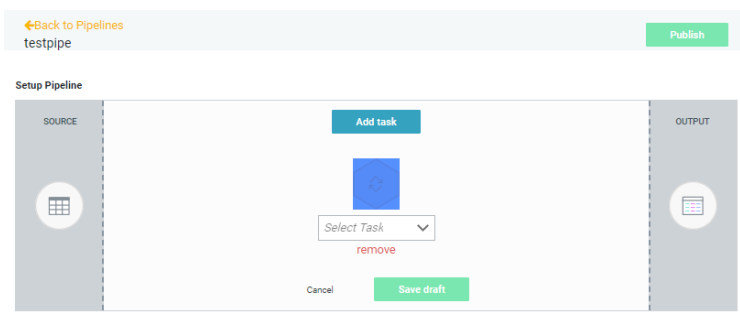 Back to Pipelines
testpipe
Publish
Setup Pipeline
SOURCE
Add task
OUTPUT
Select Task
remove
Cancel
Save draft